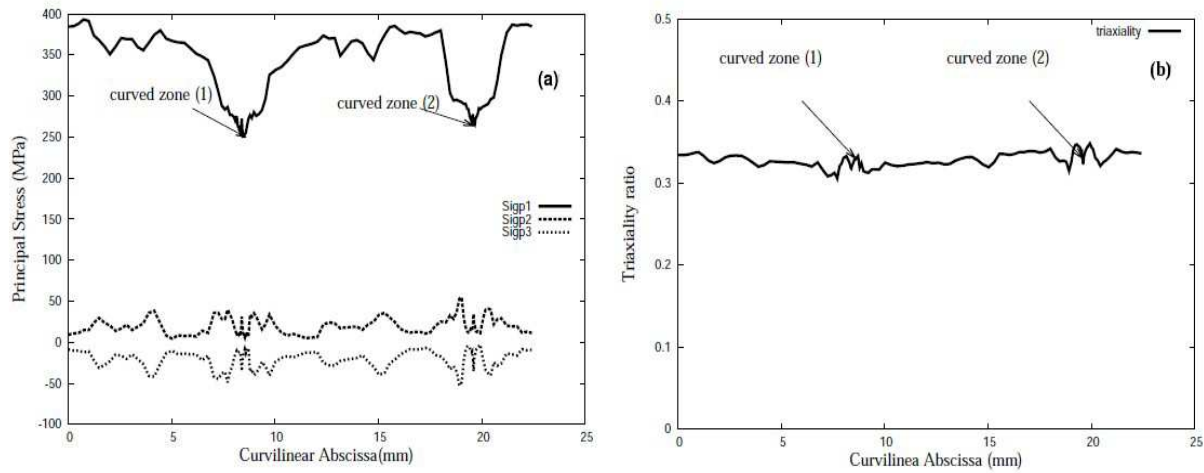 400
350
300
250
200
150
100
50
0
-50
-100
Principal Stress (MPa)
(a)
curved zone (1)
curved zone (2)
Sigp1
Sigp2
Sigp3
0 5 10 15 20 25
Curvilinear Abscissa(mm)
0.5
0.4
0.3
0.2
0.1
0
Triaxiality ratio
triaxiality
curved zone (1)
curved zone (2)
(b)
0 5 10 15 20 25
Curvilinea Abscissa (mm)